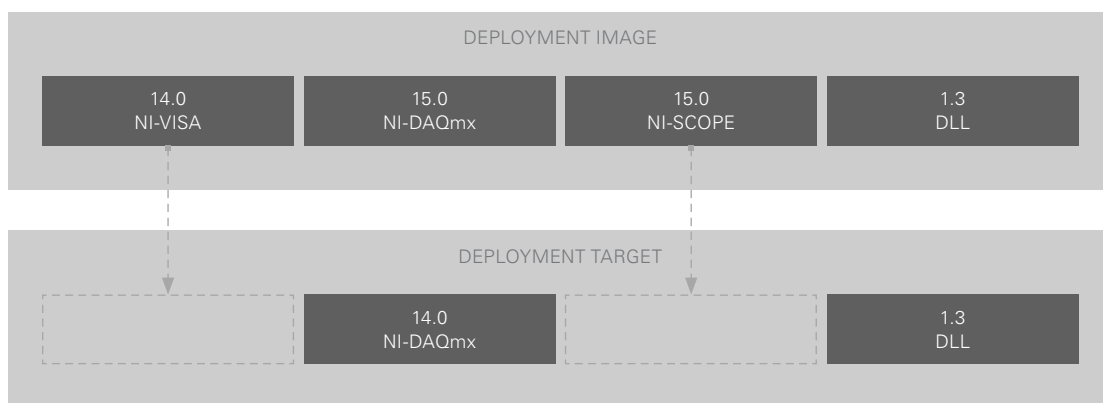 DEPLOYMENT IMAGE
14.0
NI-VISA
15.0
NI-DAQmx
15.0
NI-SCOPE
1.3
DLL
DEPLOYMENT TARGET
14.0
NI-DAQmx
1.3
DLL